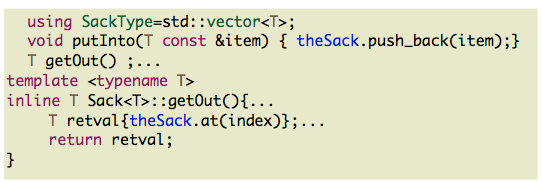 using SackType=std::vector<T>;
void putInto(T const &item) { theSack.push_back(item);}
T getOut() ;...
template <typename T>
inline T Sack<T>::getOut(){...
T retval{theSack.at(index)};...
return retval;
}